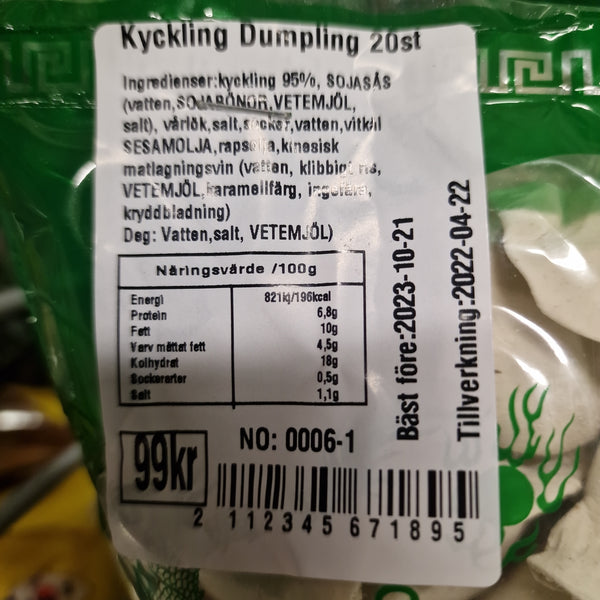 Kyckling Dumpling 20st
Ingredienser:kyckling 95%, SOJASÅS
(vatten,SOJABÖNOR,VETEMJÖL,
salt), vårlök,salt,socker,vatten,vitkål
SESAMOLJA,rapsolja,kinesisk
matlagningsvin (vatten, klibbigt ris,
VETEMJÖL,karamellfärg, ingefära,
kryddbladning)
Deg: Vatten,salt, VETEMJÖL)
Näringsvärde /100g
Energi 821kj/196kcal
Protein 6,8g
Fett 10g
Varv mättat fett 4,5g
Kolhydrat 18g
Sockerarter 0,5g
Salt 1,1g
Bäst före:2023-10-21
Tillverkning:2022-04-22
99kr
NO: 0006-1
2 112345 671895